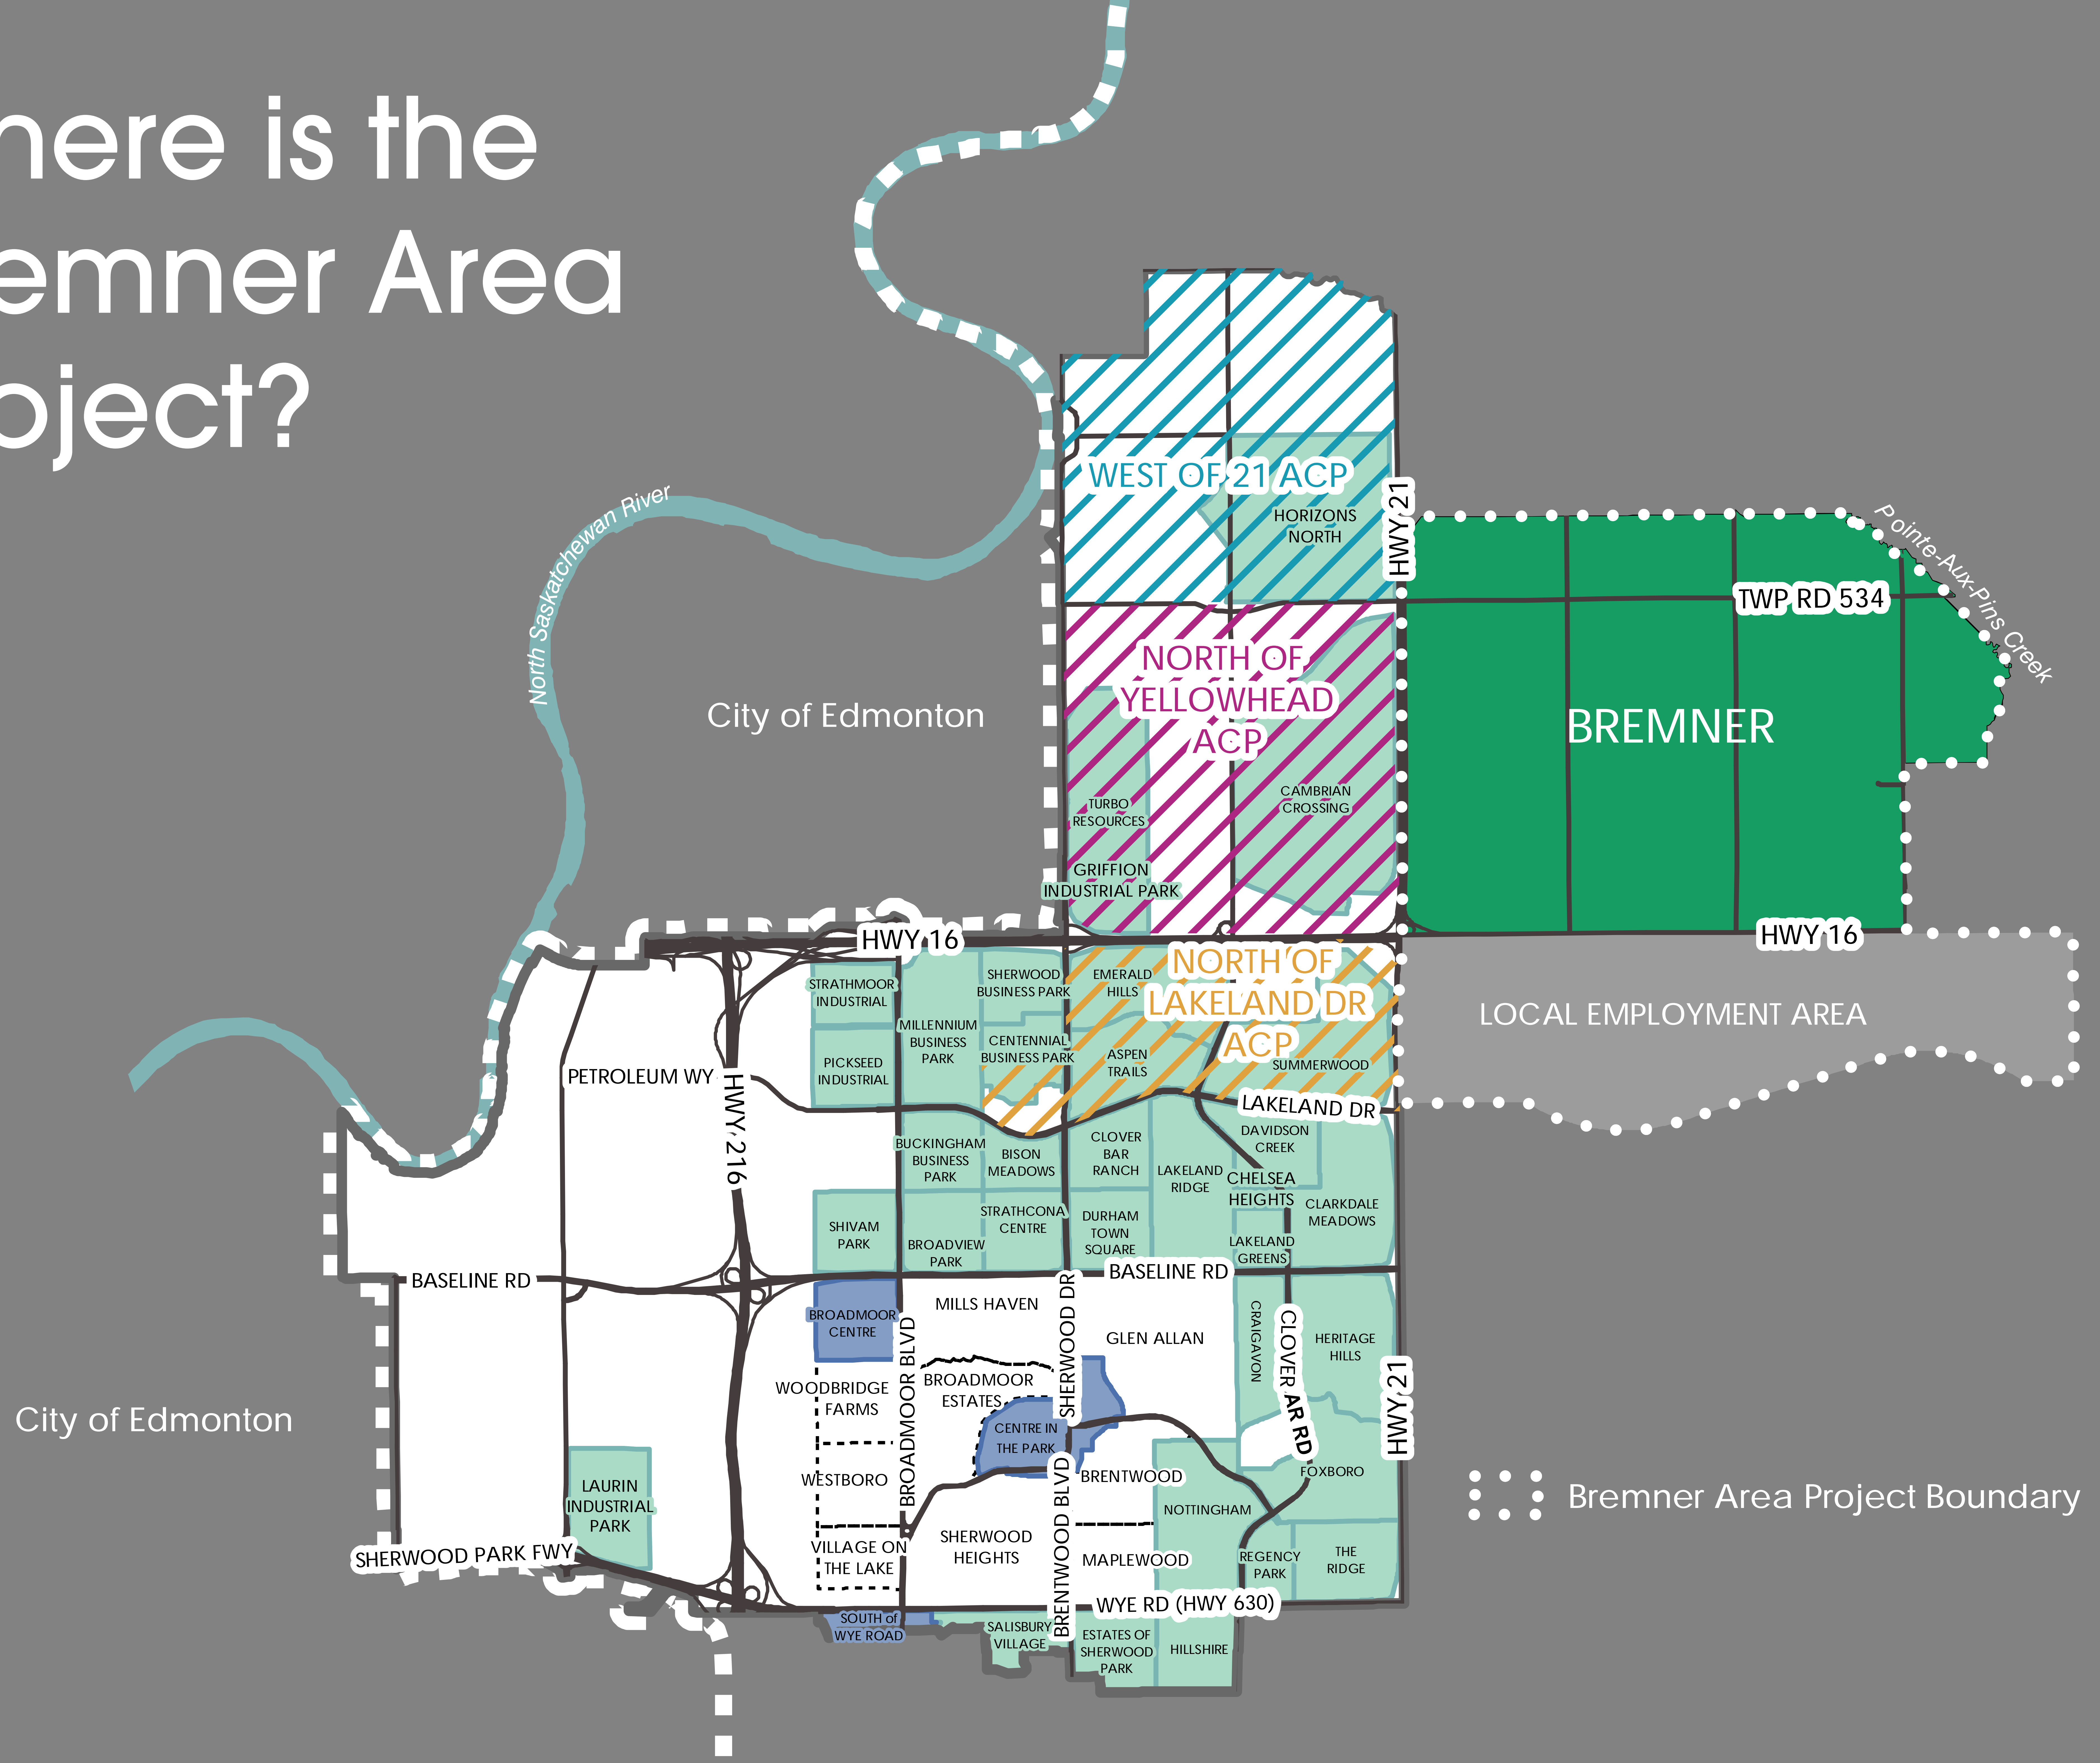 here is the
emner Area
oject?
North Saskatchewan River
City of Edmonton
WEST OF 21 ACP
HORIZONS
NORTH
HWY 21
Pointe-Aux-Pins Creek
TWP RD 534
NORTH OF
YELLOWHEAD
ACP
BREMNER
TURBO
RESOURCES
CAMBRIAN
CROSSING
GRIFFION
INDUSTRIAL PARK
HWY 16
HWY 16
STRATHMOOR
INDUSTRIAL
SHERWOOD
BUSINESS PARK
EMERALD
HILLS
NORTH OF
LAKELAND DR
ACP
LOCAL EMPLOYMENT AREA
MILLENNIUM
BUSINESS
PARK
CENTENNIAL
BUSINESS PARK
ASPEN
TRAILS
SUMMERWOOD
PICKSEED
INDUSTRIAL
PETROLEUM WY
HWY 216
LAKELAND DR
BUCKINGHAM
BUSINESS
PARK
BISON
MEADOWS
CLOVER
BAR
RANCH
LAKELAND
RIDGE
DAVIDSON
CREEK
CHELSEA
HEIGHTS
CLARKDALE
MEADOWS
SHIVAM
PARK
BROADVIEW
PARK
STRATHCONA
CENTRE
DURHAM
TOWN
SQUARE
LAKELAND
GREENS
BASELINE RD
BASELINE RD
BROADMOOR
CENTRE
MILLS HAVEN
SHERWOOD DR
GLEN ALLAN
CRAIGAVON
CLOVER AR RD
HERITAGE
HILLS
HWY 21
WOODBRIDGE
FARMS
BROADMOOR BLVD
BROADMOOR
ESTATES
CENTRE IN
THE PARK
City of Edmonton
WESTBORO
BRENTWOOD BLVD
BRENTWOOD
FOXBORO
NOTTINGHAM
LAURIN
INDUSTRIAL
PARK
Bremner Area Project Boundary
VILLAGE ON
THE LAKE
SHERWOOD
HEIGHTS
MAPLEWOOD
REGENCY
PARK
THE
RIDGE
SHERWOOD PARK FWY
WYE RD (HWY 630)
SOUTH of
WYE ROAD
SALISBURY
VILLAGE
ESTATES OF
SHERWOOD
PARK
HILLSHIRE